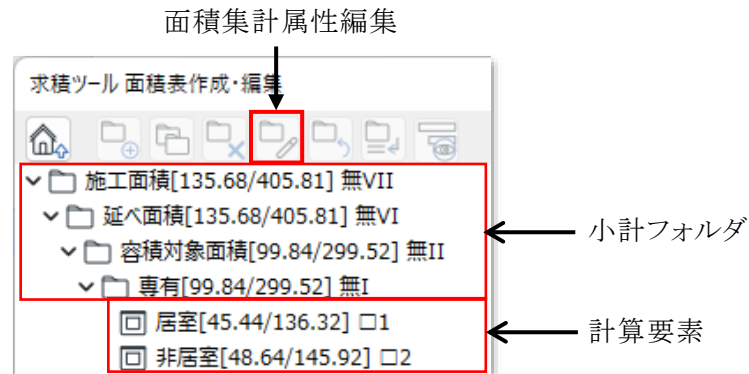 面積集計属性編集
求積ツール 面積表作成・編集
施工面積[135.68/405.81] 無VII
延べ面積[135.68/405.81] 無VI
容積対象面積[99.84/299.52] 無II
小計フォルダ
専有[99.84/299.52] 無I
居室[45.44/136.32] □1
計算要素
非居室[48.64/145.92] □2